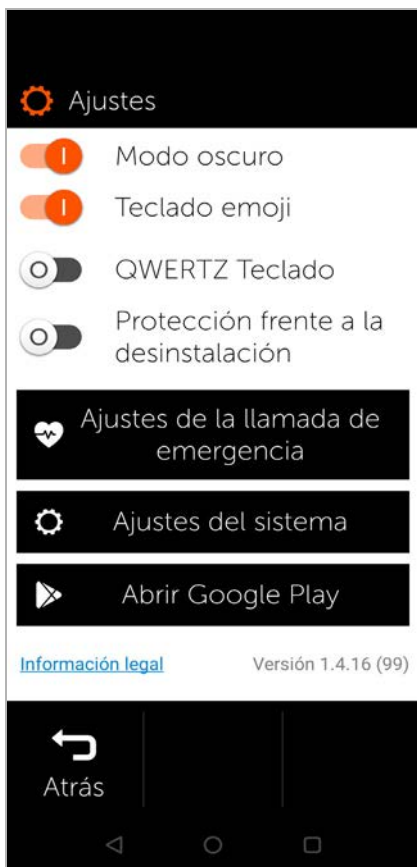 Ajustes
Modo oscuro
Teclado emoji
QWERTZ Teclado
Protección frente a la
desinstalación
Ajustes de la llamada de
emergencia
Ajustes del sistema
Abrir Google Play
Información legal
Versión 1.4.16 (99)
Atrás